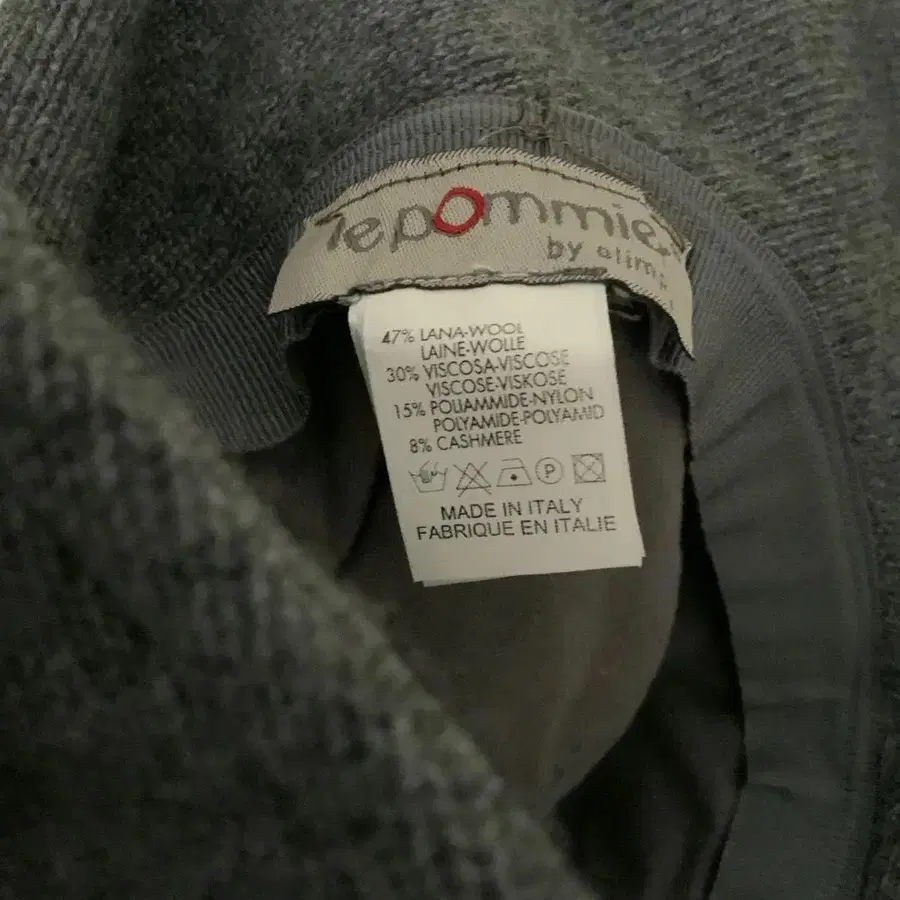 lepommie
by
47% LANA-WOOL
LAINE-WOLLE
30% VISCOSA-VISCOSE
VISCOSE-VISKOSE
15% POLIAMMIDE-NYLON
POLYAMIDE-POLYAMID
8% CASHMERE
P
MADE IN ITALY
FABRIQUE EN ITALIE